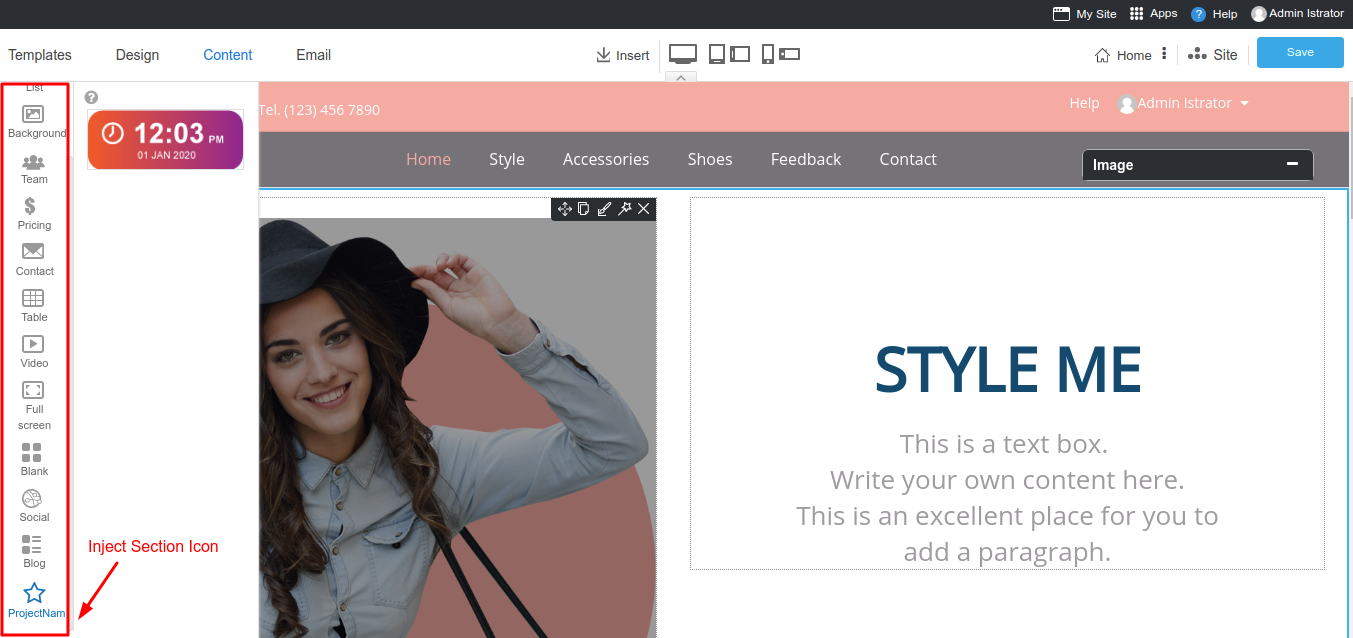 My Site Apps ? Help Admin Istrator
Templates Design Content Email Insert Home Site Save
List
Background
Team
Pricing
Contact
Table
Video
Full
screen
Blank
Social
Blog
ProjectNam
?
12:03 PM
01 JAN 2020
Inject Section Icon
Tel. (123) 456 7890
Help Admin Istrator
Home Style Accessories Shoes Feedback Contact
Image
STYLE ME
This is a text box.
Write your own content here.
This is an excellent place for you to
add a paragraph.